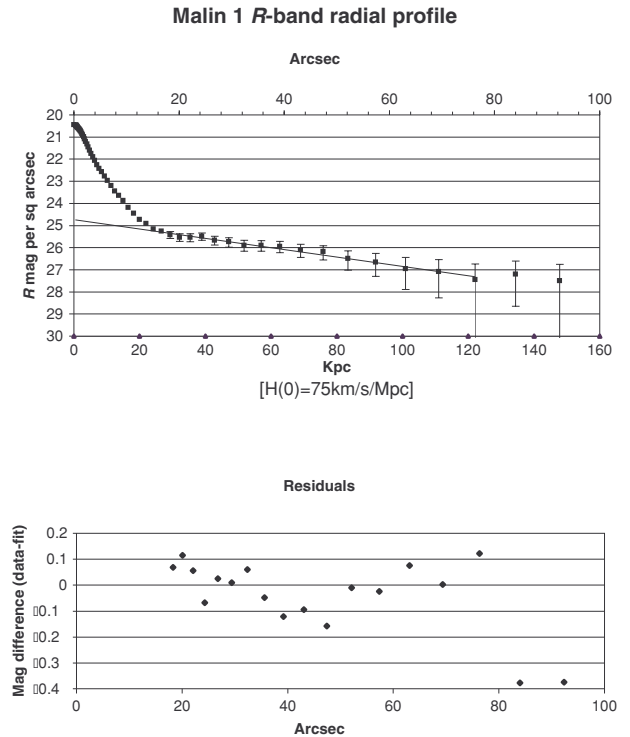 Malin 1 R-band radial profile
Arcsec
0 20 40 60 80 100
R mag per sq arcsec
20
21
22
23
24
25
26
27
28
29
30
0 20 40 60 80 100 120 140 160
Kpc
[H(0)=75km/s/Mpc]
Residuals
Mag difference (data-fit)
0.2
0.1
0
▯0.1
▯0.2
▯0.3
▯0.4
0 20 40 60 80 100
Arcsec